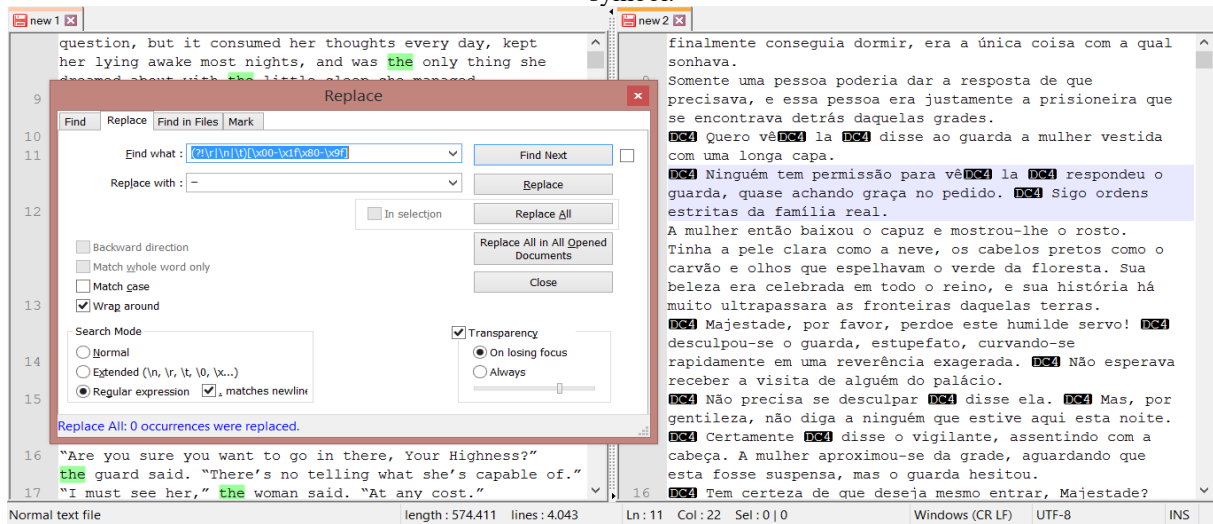 new 1
new 2
question, but it consumed her thoughts every day, kept
her lying awake most nights, and was the only thing she
9
10
11
12
13
14
15
Replace
Find Replace Find in Files Mark
Find what : (?!\r|\n|\t)[\x00-\x1f\x80-\x9f]
Find Next
Replace with : –
Replace
In selection
Replace All
Replace All in All Opened
Documents
Close
Backward direction
Match whole word only
Match case
Wrap around
Search Mode
Normal
Extended (\n, \r, \t, \0, \x...)
Regular expression . matches newline
Transparency
On losing focus
Always
Replace All: 0 occurrences were replaced.
16 “Are you sure you want to go in there, Your Highness?”
the guard said. “There’s no telling what she’s capable of.”
17 “I must see her,” the woman said. “At any cost.”
finalmente conseguia dormir, era a única coisa com a qual
sonhava.
Somente uma pessoa poderia dar a resposta de que
precisava, e essa pessoa era justamente a prisioneira que
se encontrava detrás daquelas grades.
DC4 Quero vêDC4 la DC4 disse ao guarda a mulher vestida
com uma longa capa.
DC4 Ninguém tem permissão para vêDC4 la DC4 respondeu o
guarda, quase achando graça no pedido. DC4 Sigo ordens
estritas da família real.
A mulher então baixou o capuz e mostrou-lhe o rosto.
Tinha a pele clara como a neve, os cabelos pretos como o
carvão e olhos que espelhavam o verde da floresta. Sua
beleza era celebrada em todo o reino, e sua história há
muito ultrapassara as fronteiras daquelas terras.
DC4 Majestade, por favor, perdoe este humilde servo! DC4
desculpou-se o guarda, estupefato, curvando-se
rapidamente em uma reverência exagerada. DC4 Não esperava
receber a visita de alguém do palácio.
DC4 Não precisa se desculpar DC4 disse ela. DC4 Mas, por
gentileza, não diga a ninguém que estive aqui esta noite.
DC4 Certamente DC4 disse o vigilante, assentindo com a
cabeça. A mulher aproximou-se da grade, aguardando que
esta fosse suspensa, mas o guarda hesitou.
16 DC4 Tem certeza de que deseja mesmo entrar, Majestade?
Normal text file length : 574.411 lines : 4.043 Ln : 11 Col : 22 Sel : 0 | 0 Windows (CR LF) UTF-8 INS